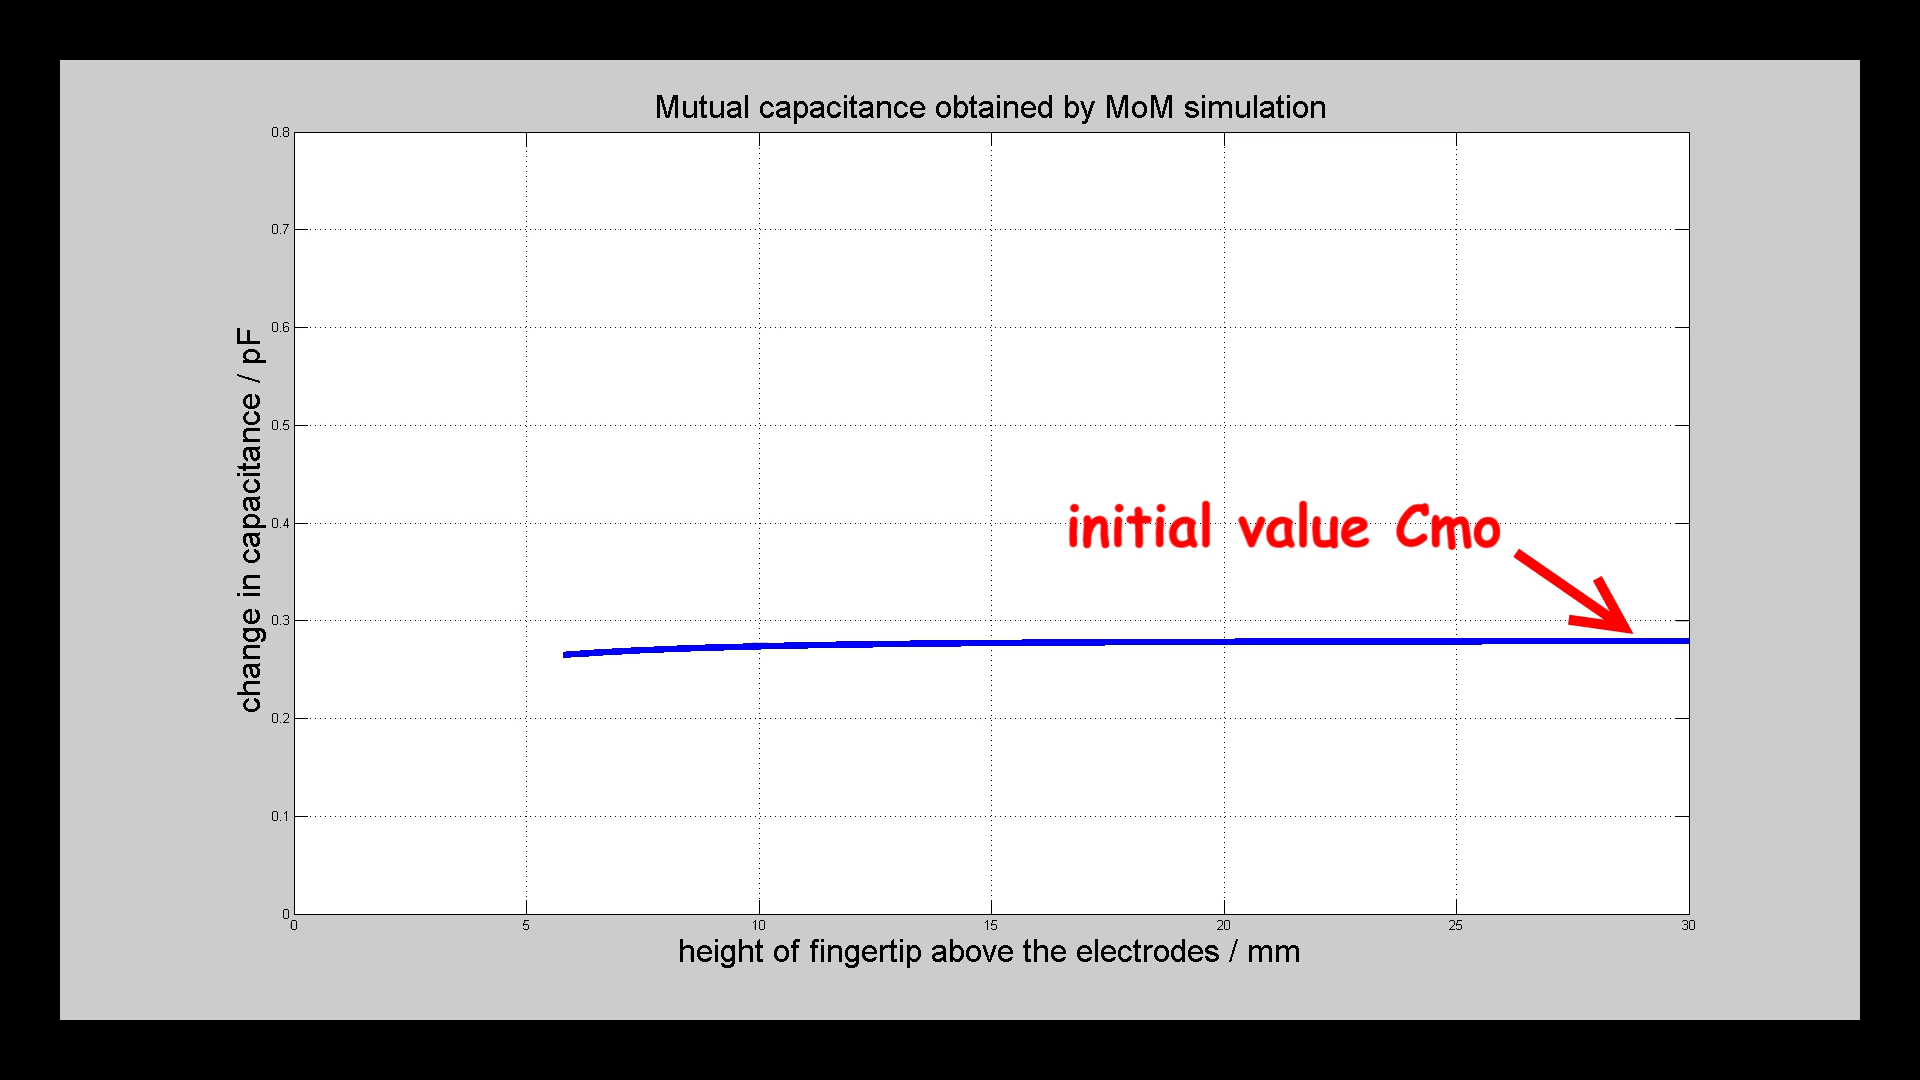 Mutual capacitance obtained by MoM simulation
0.8
0.7
0.6
0.5
0.4
0.3
0.2
0.1
0
change in capacitance / pF
initial value Cmo
0 5 10 15 20 25 30
height of fingertip above the electrodes / mm